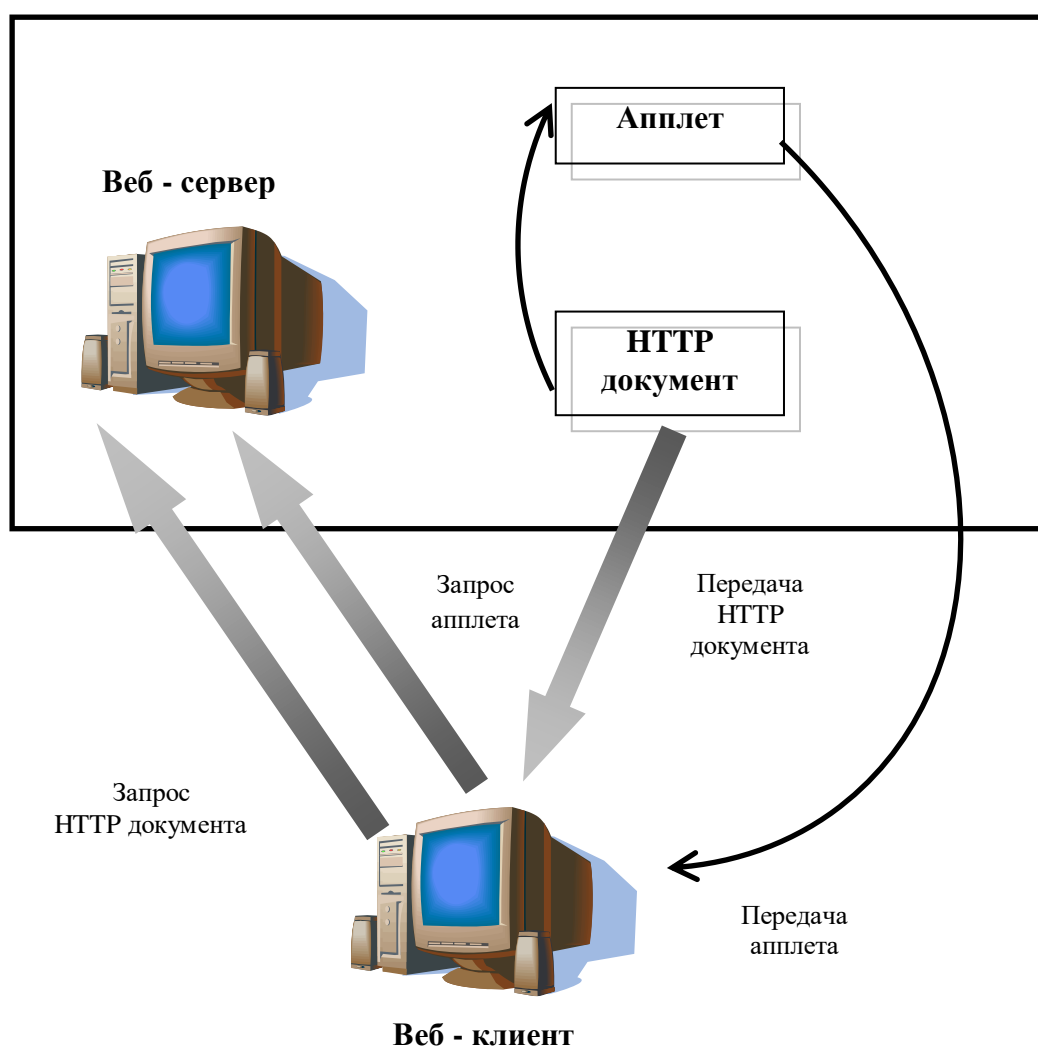 Апплет
Веб - сервер
HTTP
документ
Запрос
апплета
Передача
HTTP
документа
Запрос
HTTP документа
Передача
апплета
Веб - клиент